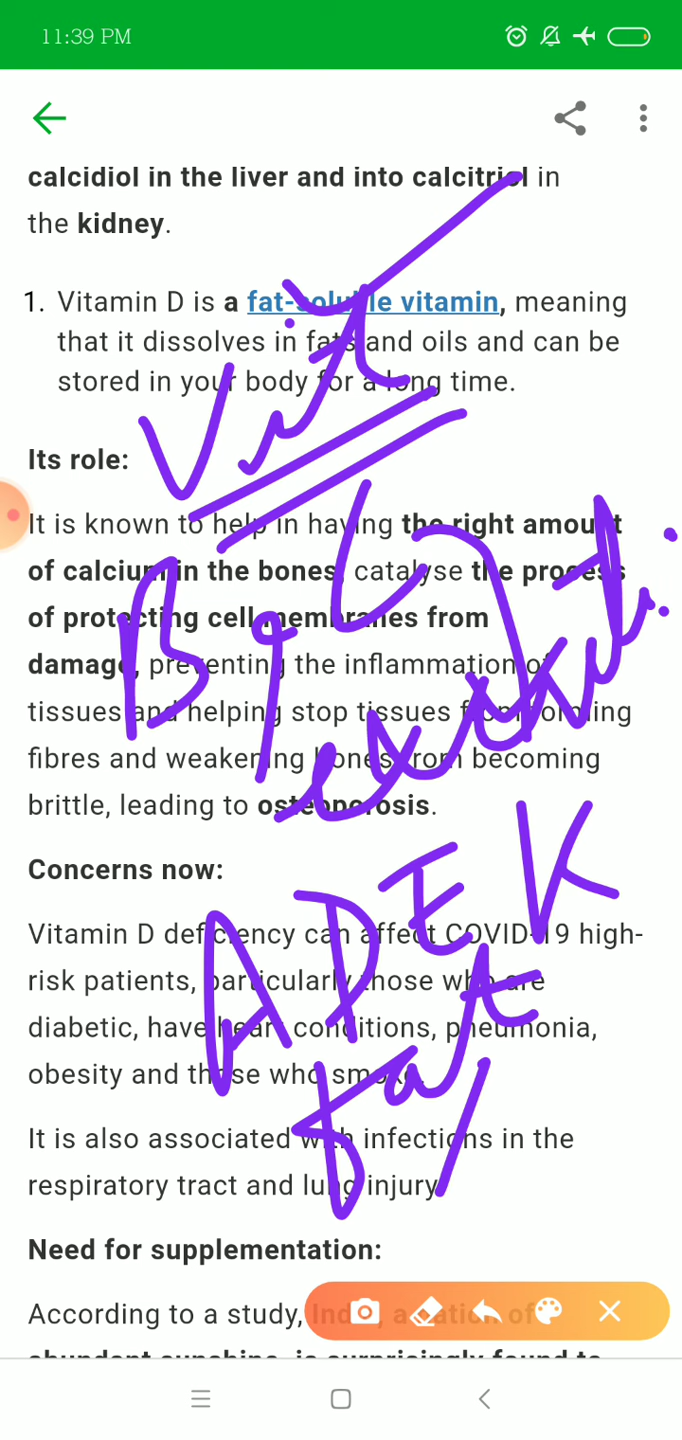 11:39 PM
calcidiol in the liver and into calcitriol in
the kidney.
1. Vitamin D is a fat-soluble vitamin, meaning
that it dissolves in fats and oils and can be
stored in your body for a long time.
Its role:
It is known to help in having the right amount
of calcium in the bones, catalyse the process
of protecting cell membranes from
damage, preventing the inflammation of
tissues and helping stop tissues from forming
fibres and weakening bones from becoming
brittle, leading to osteoporosis.
Concerns now:
Vitamin D deficiency can affect COVID-19 high-
risk patients, particularly those who are
diabetic, have heart conditions, pneumonia,
obesity and those who smoke.
It is also associated with infections in the
respiratory tract and lung injury.
Need for supplementation:
According to a study, India, a nation of
abundant sunshine, is surprisingly found to
Vit
B, C
A D E K
fat